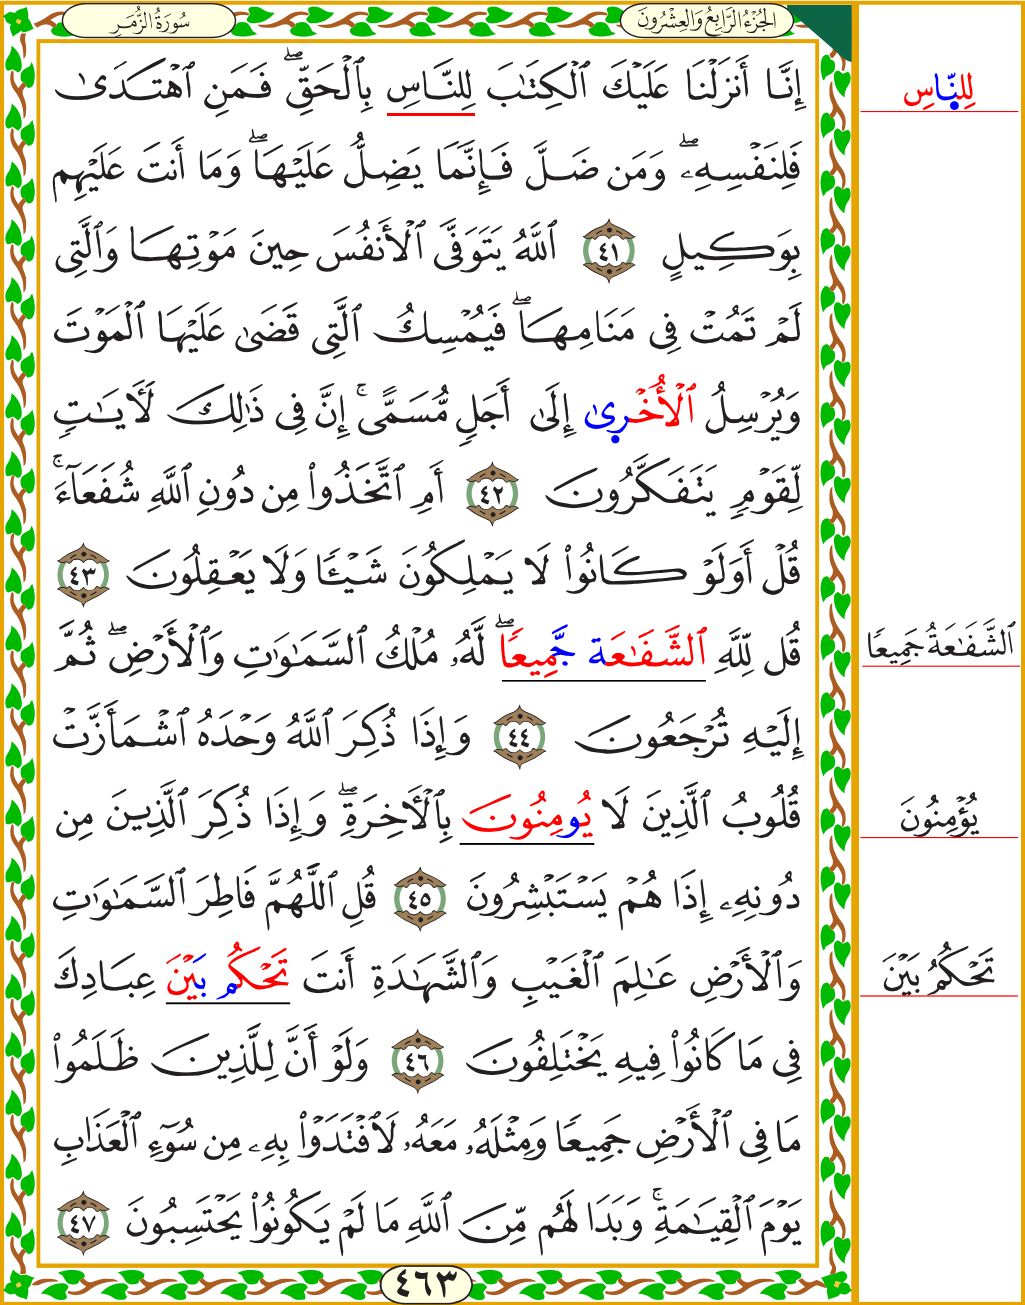 الجُزْءُ الرَّابِعُ وَالعِشْرُونَ
سُورَةُ الزُّمَرِ
إِنَّآ أَنزَلْنَا عَلَيْكَ ٱلْكِتَٰبَ لِلنَّاسِ بِٱلْحَقِّ ۖ فَمَنِ ٱهْتَدَىٰ
فَلِنَفْسِهِۦ ۖ وَمَن ضَلَّ فَإِنَّمَا يَضِلُّ عَلَيْهَا ۖ وَمَآ أَنتَ عَلَيْهِم
بِوَكِيلٍ ٤١ ٱللَّهُ يَتَوَفَّى ٱلْأَنفُسَ حِينَ مَوْتِهَا وَٱلَّتِى
لَمْ تَمُتْ فِى مَنَامِهَا ۖ فَيُمْسِكُ ٱلَّتِى قَضَىٰ عَلَيْهَا ٱلْمَوْتَ
وَيُرْسِلُ ٱلْأُخْرىٰ إِلَىٰٓ أَجَلٍ مُّسَمًّى ۚ إِنَّ فِى ذَٰلِكَ لَأٓيَٰتٍ
لِّقَوْمٍ يَتَفَكَّرُونَ ٤٢ أَمِ ٱتَّخَذُوا۟ مِن دُونِ ٱللَّهِ شُفَعَآءَ ۚ
قُلْ أَوَلَوْ كَانُوا۟ لَا يَمْلِكُونَ شَيْـًٔا وَلَا يَعْقِلُونَ ٤٣
قُل لِّلَّهِ ٱلشَّفَٰعَة جَّمِيعًا ۖ لَّهُۥ مُلْكُ ٱلسَّمَٰوَٰتِ وَٱلْأَرْضِ ۖ ثُمَّ
إِلَيْهِ تُرْجَعُونَ ٤٤ وَإِذَا ذُكِرَ ٱللَّهُ وَحْدَهُ ٱشْمَأَزَّتْ
قُلُوبُ ٱلَّذِينَ لَا يُومِنُونَ بِٱلْأٓخِرَةِ ۖ وَإِذَا ذُكِرَ ٱلَّذِينَ مِن
دُونِهِۦٓ إِذَا هُمْ يَسْتَبْشِرُونَ ٤٥ قُلِ ٱللَّهُمَّ فَاطِرَ ٱلسَّمَٰوَٰتِ
وَٱلْأَرْضِ عَٰلِمَ ٱلْغَيْبِ وَٱلشَّهَٰدَةِ أَنتَ تَحْكُم بَيْنَ عِبَادِكَ
فِى مَا كَانُوا۟ فِيهِ يَخْتَلِفُونَ ٤٦ وَلَوْ أَنَّ لِلَّذِينَ ظَلَمُوا۟
مَا فِى ٱلْأَرْضِ جَمِيعًا وَمِثْلَهُۥ مَعَهُۥ لَٱفْتَدَوْا۟ بِهِۦ مِن سُوٓءِ ٱلْعَذَابِ
يَوْمَ ٱلْقِيَٰمَةِ ۚ وَبَدَا لَهُم مِّنَ ٱللَّهِ مَا لَمْ يَكُونُوا۟ يَحْتَسِبُونَ ٤٧
٤٦٣
لِلنَّاسِ
ٱلشَّفَٰعَةُ جَمِيعًا
يُؤْمِنُونَ
تَحْكُمُ بَيْنَ